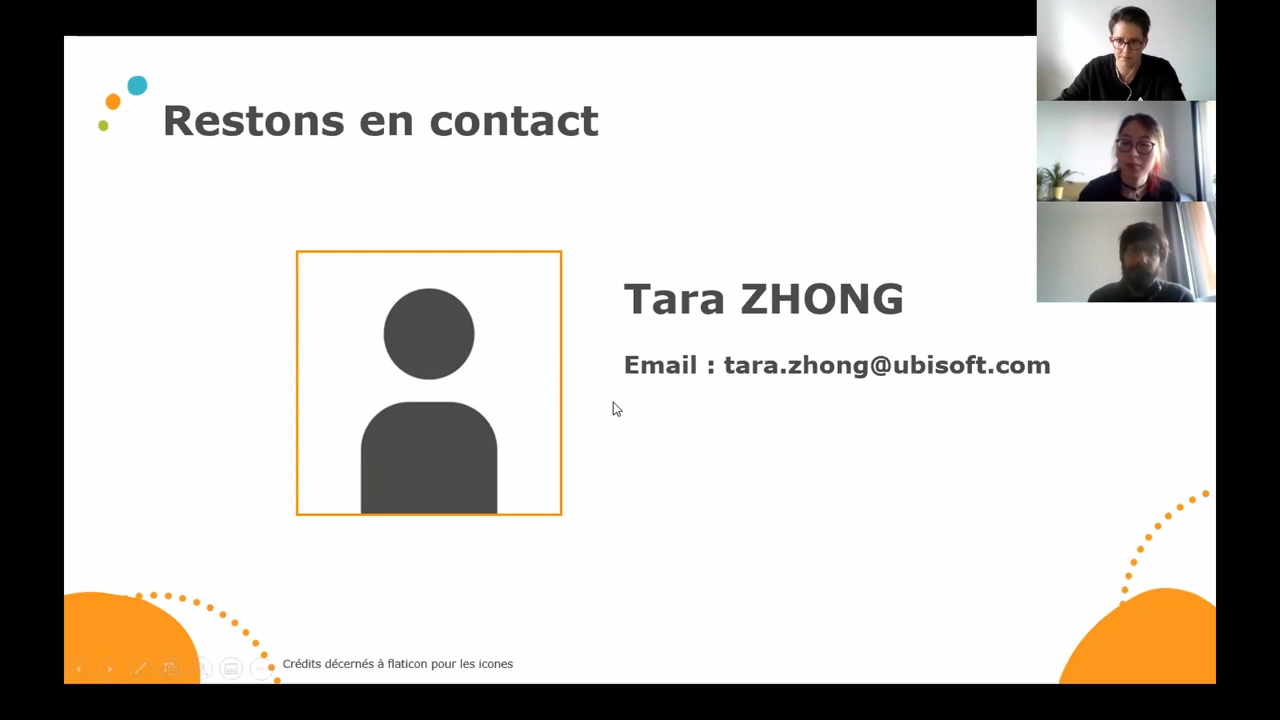 Restons en contact
Tara ZHONG
Email : tara.zhong@ubisoft.com
Crédits décernés à flaticon pour les icones